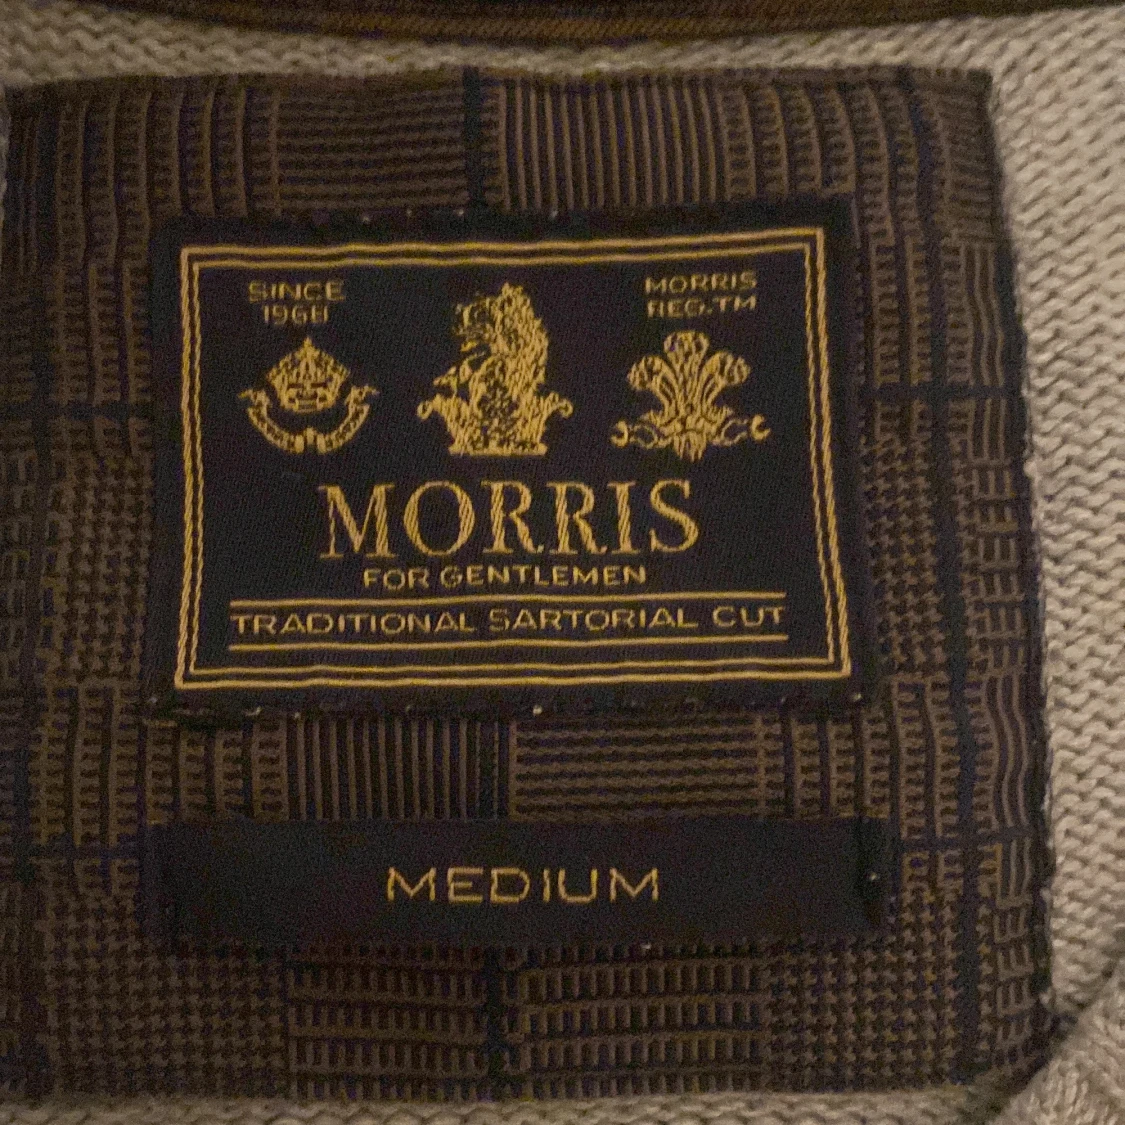 SINCE
1968
MORRIS
REG.TM
MORRIS
FOR GENTLEMEN
TRADITIONAL SARTORIAL CUT
MEDIUM